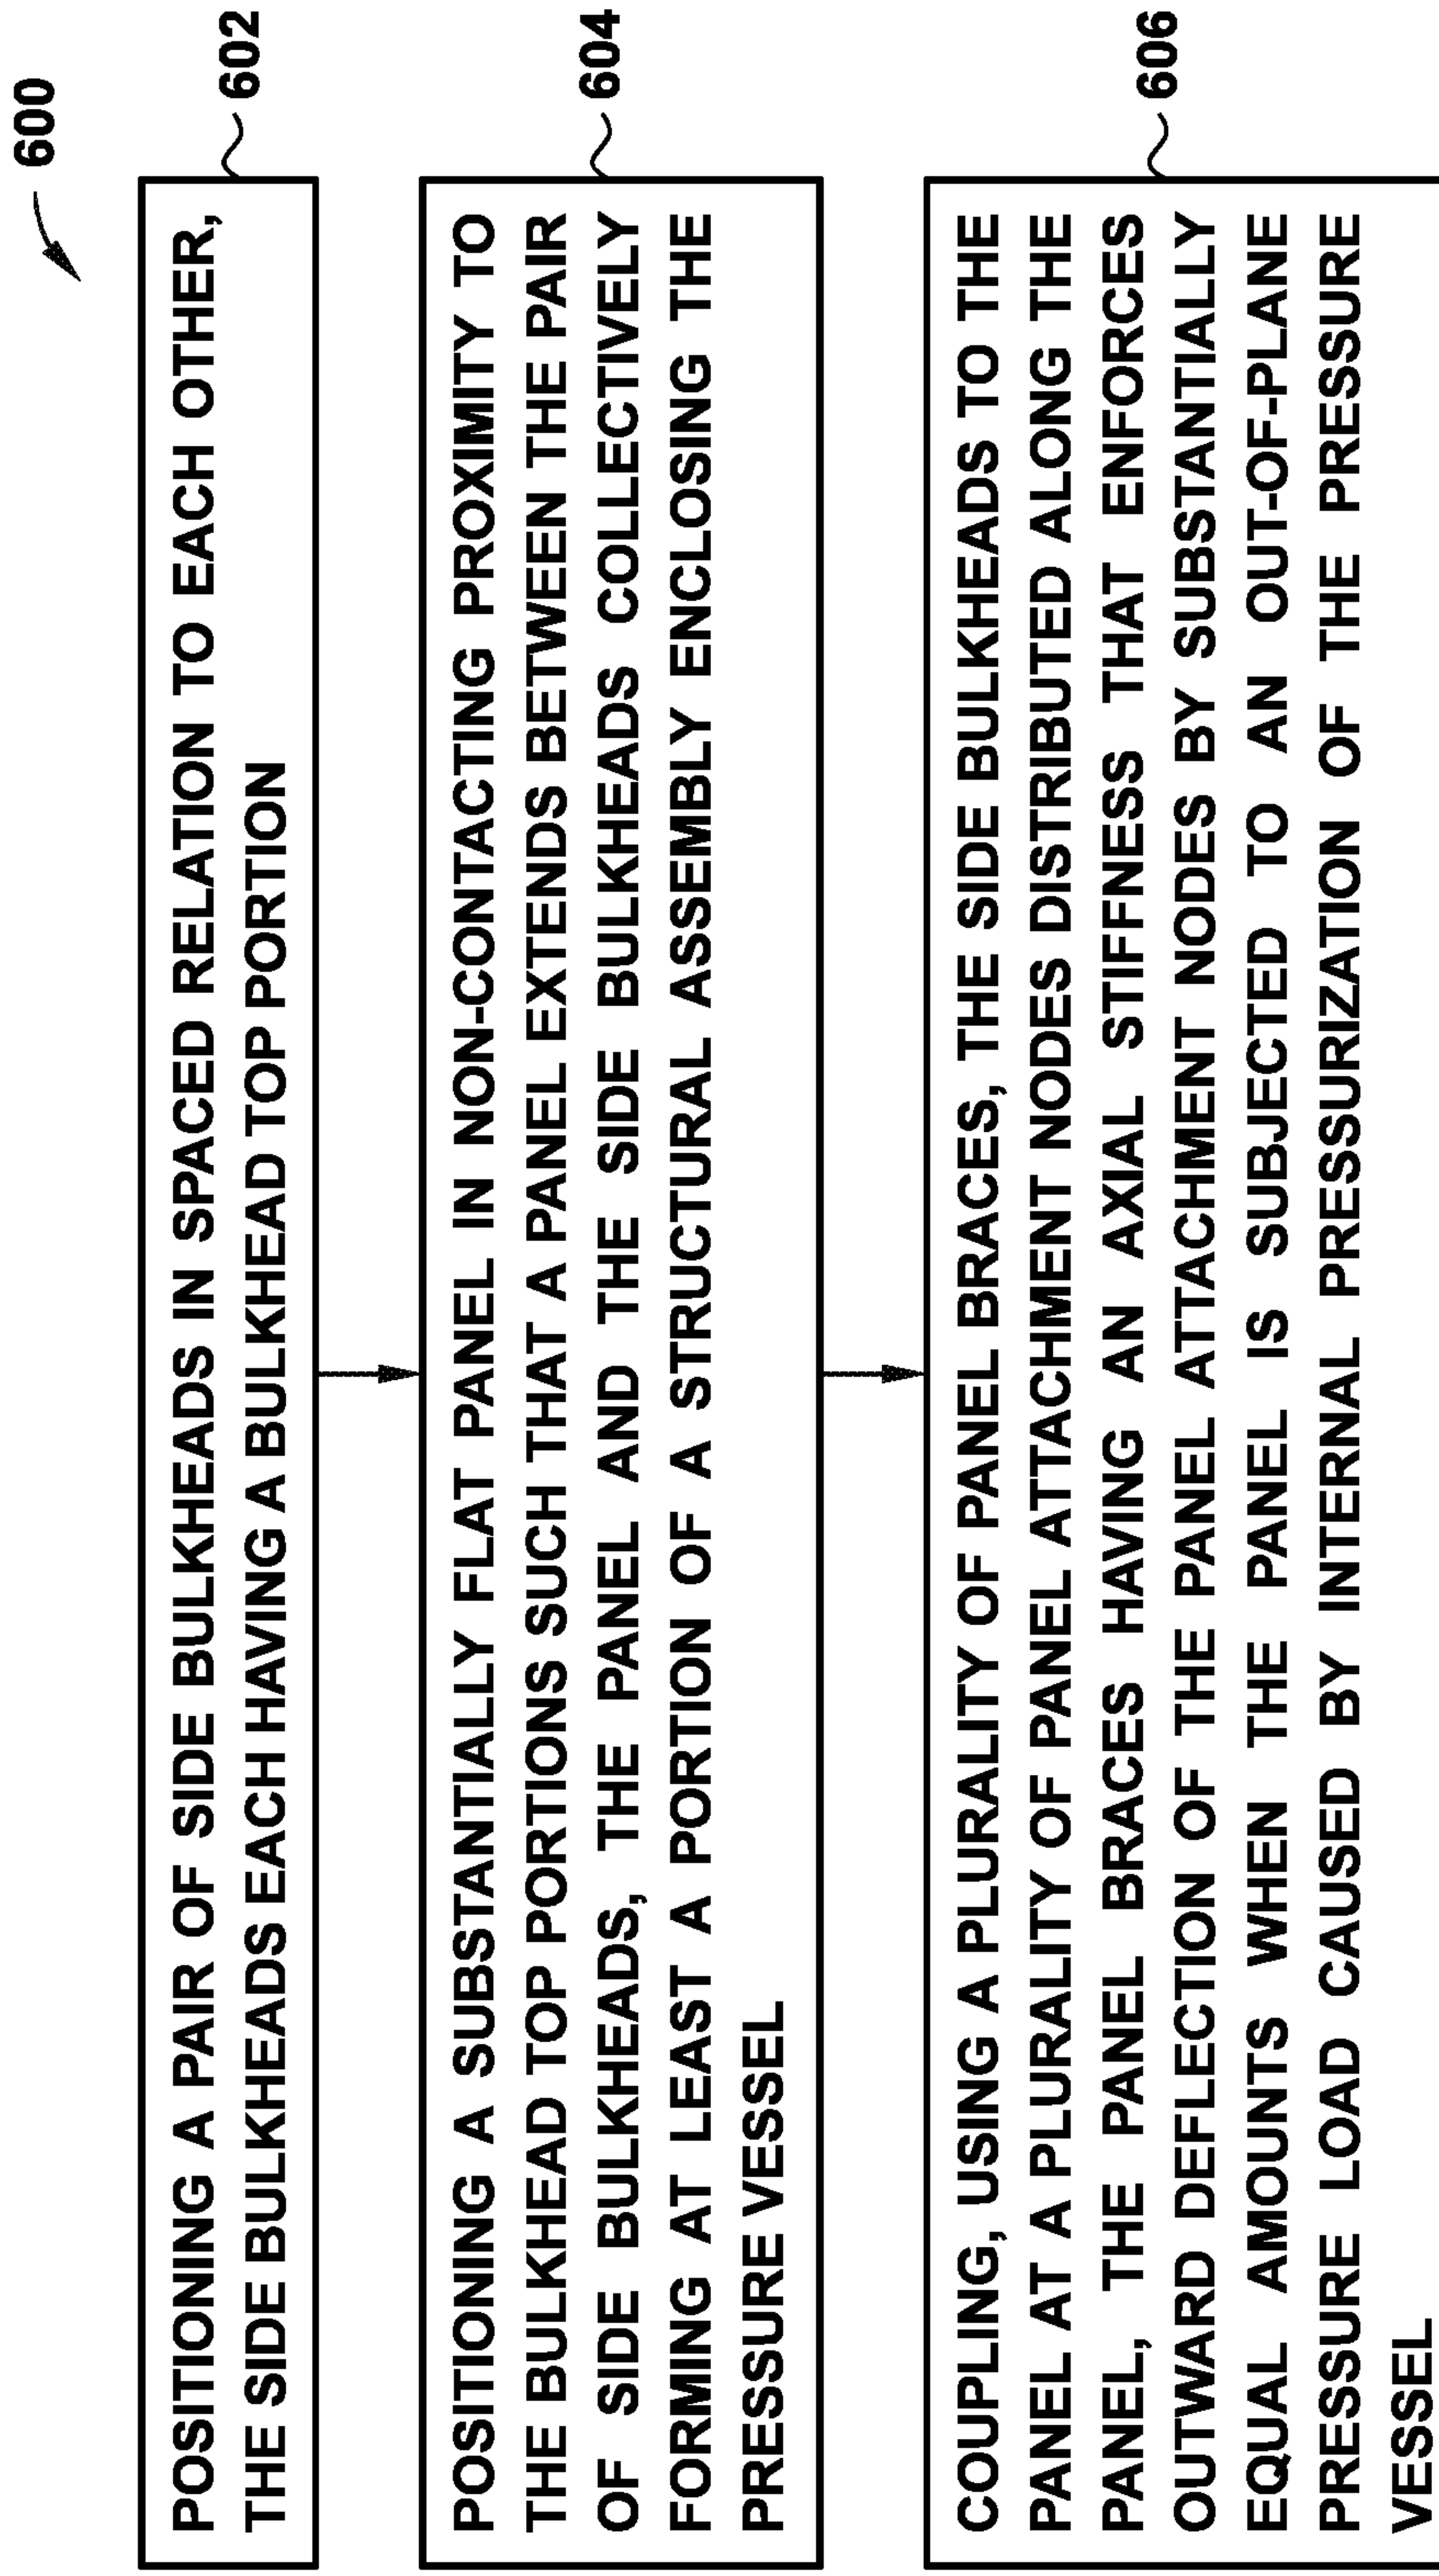 600
POSITIONING A PAIR OF SIDE BULKHEADS IN SPACED RELATION TO EACH OTHER,
THE SIDE BULKHEADS EACH HAVING A BULKHEAD TOP PORTION
602
POSITIONING A SUBSTANTIALLY FLAT PANEL IN NON-CONTACTING PROXIMITY TO
THE BULKHEAD TOP PORTIONS SUCH THAT A PANEL EXTENDS BETWEEN THE PAIR
OF SIDE BULKHEADS, THE PANEL AND THE SIDE BULKHEADS COLLECTIVELY
FORMING AT LEAST A PORTION OF A STRUCTURAL ASSEMBLY ENCLOSING THE
PRESSURE VESSEL
604
COUPLING, USING A PLURALITY OF PANEL BRACES, THE SIDE BULKHEADS TO THE
PANEL AT A PLURALITY OF PANEL ATTACHMENT NODES DISTRIBUTED ALONG THE
PANEL, THE PANEL BRACES HAVING AN AXIAL STIFFNESS THAT ENFORCES
OUTWARD DEFLECTION OF THE PANEL ATTACHMENT NODES BY SUBSTANTIALLY
EQUAL AMOUNTS WHEN THE PANEL IS SUBJECTED TO AN OUT-OF-PLANE
PRESSURE LOAD CAUSED BY INTERNAL PRESSURIZATION OF THE PRESSURE
VESSEL
606